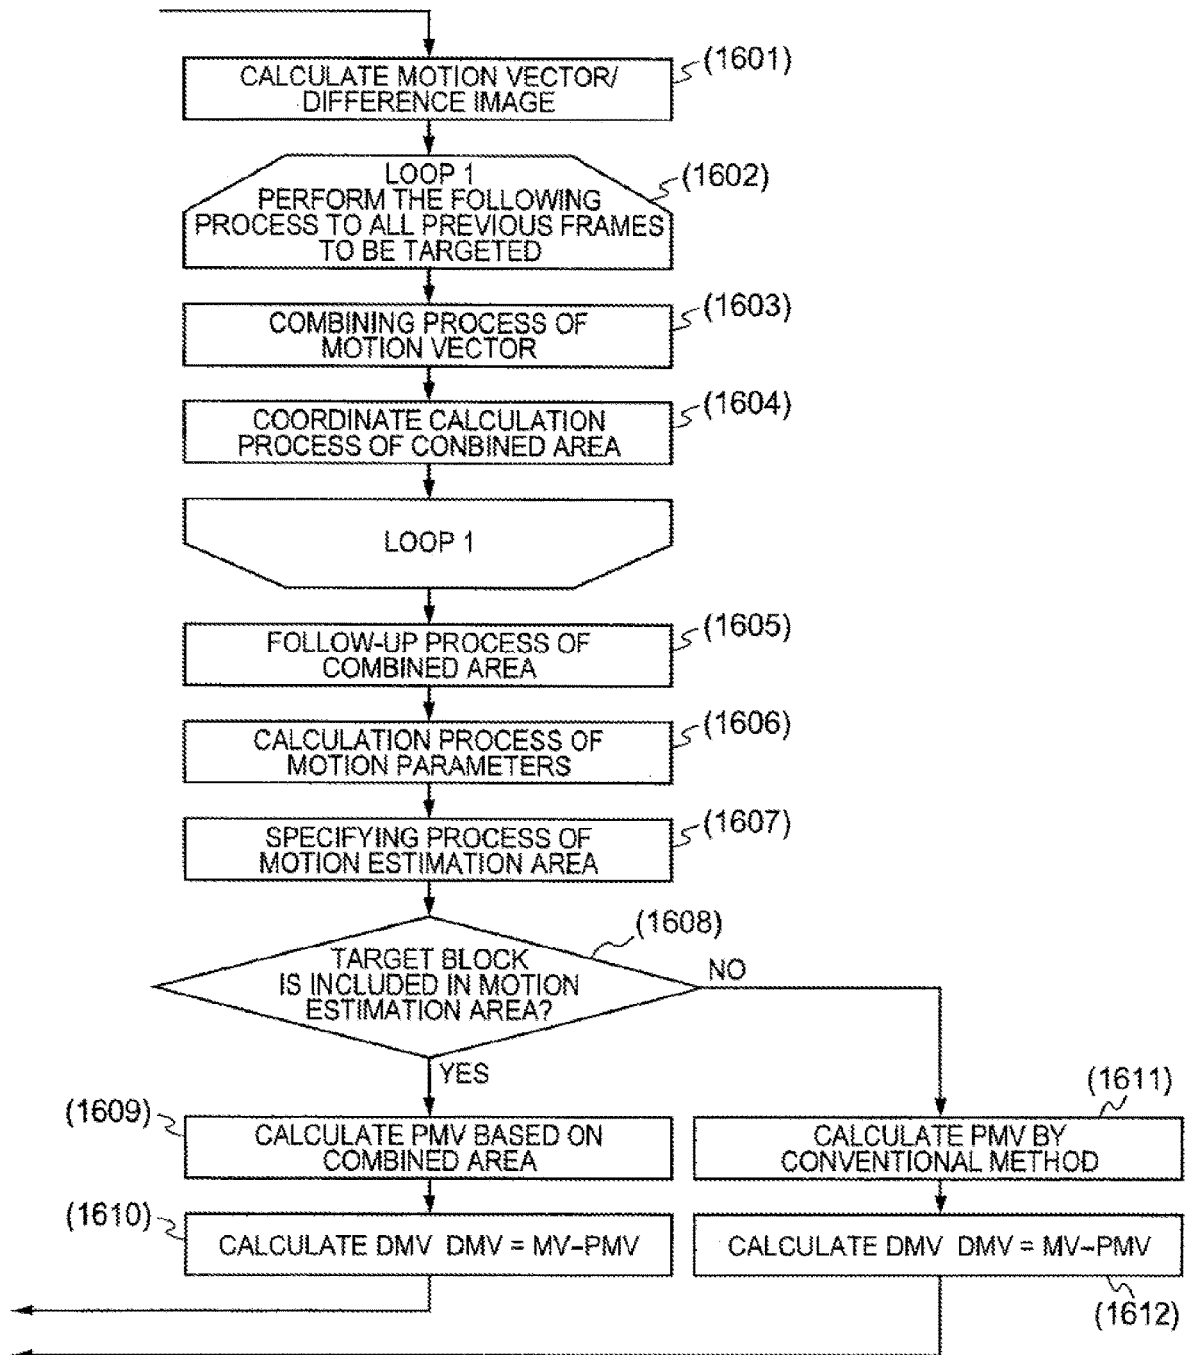 (1601)
CALCULATE MOTION VECTOR/
DIFFERENCE IMAGE
(1602)
LOOP 1
PERFORM THE FOLLOWING
PROCESS TO ALL PREVIOUS FRAMES
TO BE TARGETED
(1603)
COMBINING PROCESS OF
MOTION VECTOR
(1604)
COORDINATE CALCULATION
PROCESS OF CONBINED AREA
LOOP 1
(1605)
FOLLOW-UP PROCESS OF
COMBINED AREA
(1606)
CALCULATION PROCESS OF
MOTION PARAMETERS
(1607)
SPECIFYING PROCESS OF
MOTION ESTIMATION AREA
(1608)
TARGET BLOCK
IS INCLUDED IN MOTION
ESTIMATION AREA?
NO
YES
(1609)
CALCULATE PMV BASED ON
COMBINED AREA
(1610)
CALCULATE DMV DMV = MV-PMV
(1611)
CALCULATE PMV BY
CONVENTIONAL METHOD
CALCULATE DMV DMV = MV-PMV
(1612)